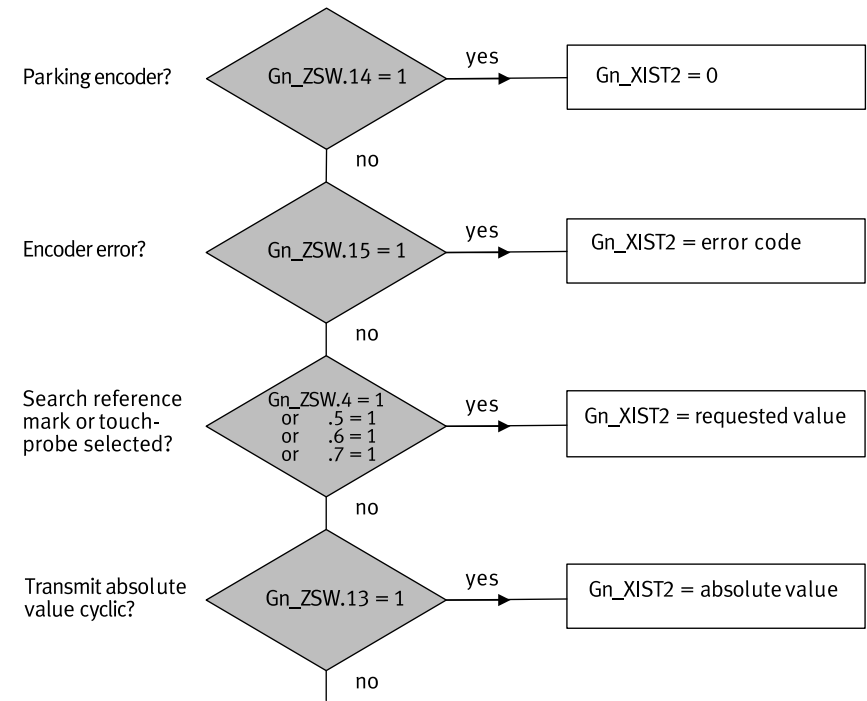 Parking encoder?
Gn_ZSW.14 = 1
yes
Gn_XIST2 = 0
no
Encoder error?
Gn_ZSW.15 = 1
yes
Gn_XIST2 = error code
no
Search reference
mark or touch-
probe selected?
Gn_ZSW.4 = 1
or .5 = 1
or .6 = 1
or .7 = 1
yes
Gn_XIST2 = requested value
no
Transmit absolute
value cyclic?
Gn_ZSW.13 = 1
yes
Gn_XIST2 = absolute value
no